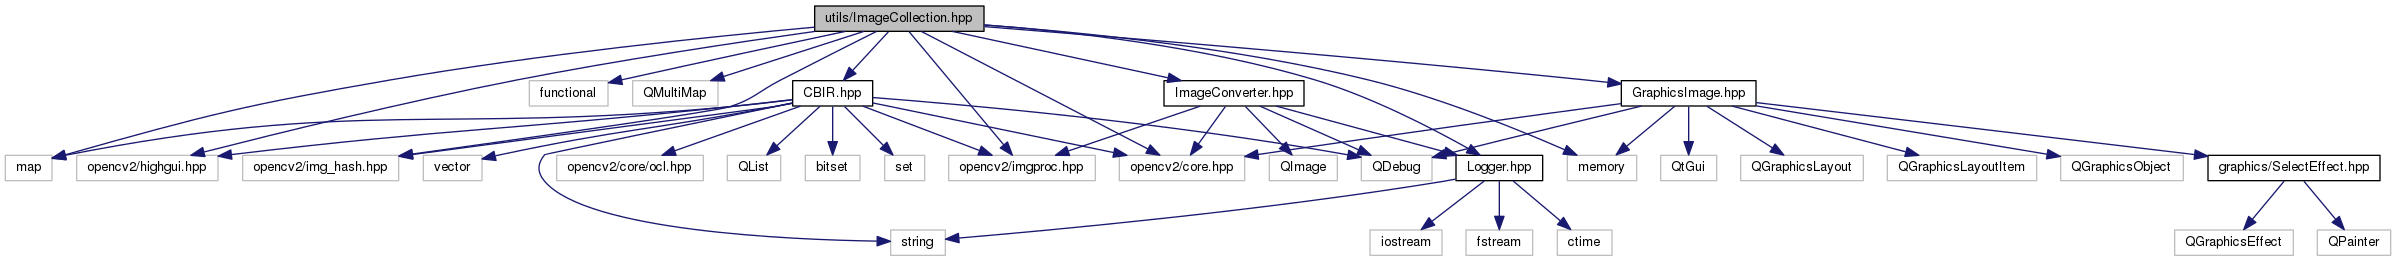 utils/ImageCollection.hpp
functional
QMultiMap
CBIR.hpp
ImageConverter.hpp
GraphicsImage.hpp
map
opencv2/highgui.hpp
opencv2/img_hash.hpp
vector
opencv2/core/ocl.hpp
QList
bitset
set
opencv2/imgproc.hpp
opencv2/core.hpp
QImage
QDebug
Logger.hpp
memory
QtGui
QGraphicsLayout
QGraphicsLayoutItem
QGraphicsObject
graphics/SelectEffect.hpp
string
iostream
fstream
ctime
QGraphicsEffect
QPainter